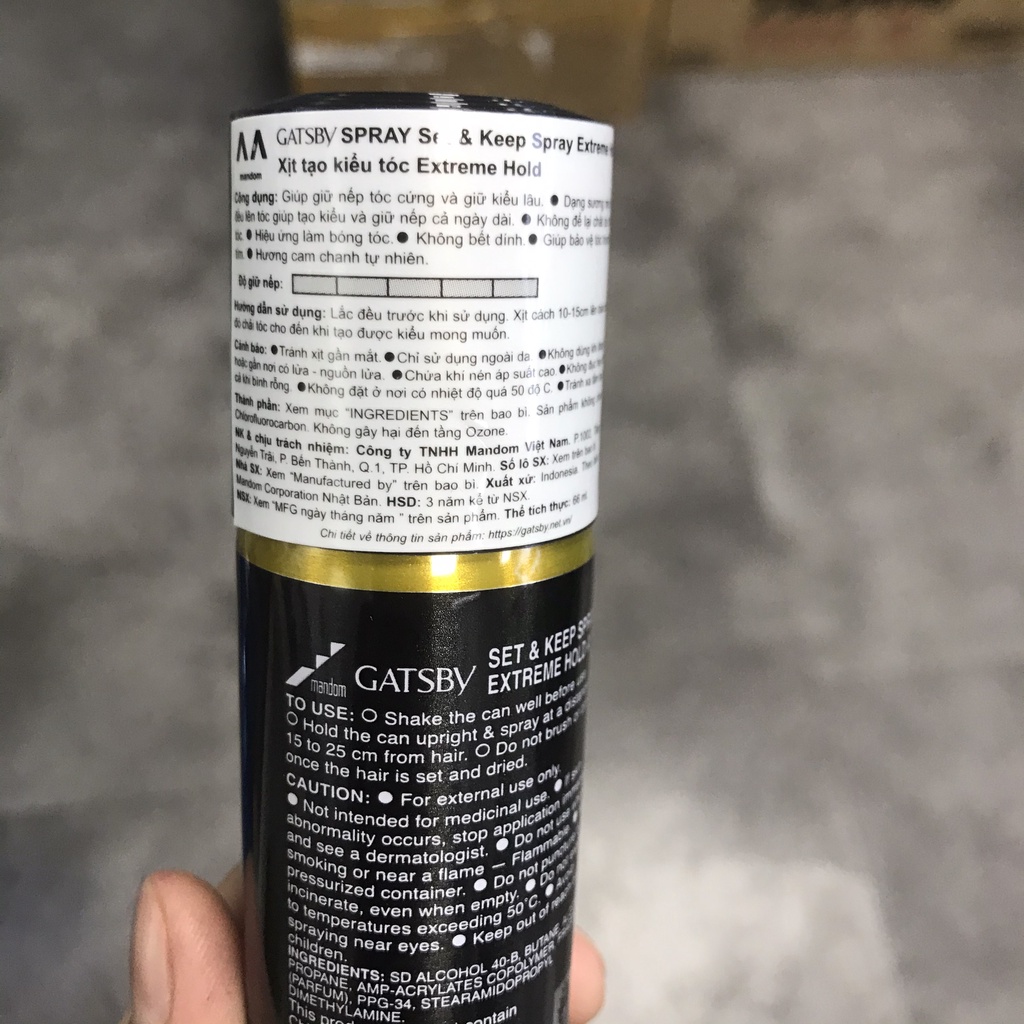 mandom
GATSBY SPRAY Se & Keep Spray Extreme
Xịt tạo kiểu tóc Extreme Hold
Công dụng: Giúp giữ nếp tóc cứng và giữ kiểu lâu. ● Dạng sương
đều lên tóc giúp tạo kiểu và giữ nếp cả ngày dài. ● Không để lại
tóc. ● Hiệu ứng làm bóng tóc. ● Không bết dính. ● Giúp bảo vệ tóc
● Hương cam chanh tự nhiên.
Độ giữ nếp:
Hướng dẫn sử dụng: Lắc đều trước khi sử dụng. Xịt cách 10-15cm lên
đó chải tóc cho đến khi tạo được kiểu mong muốn.
Cảnh báo: ●Tránh xịt gần mắt. ●Chỉ sử dụng ngoài da ●Không dùng khi
hoặc gần nơi có lửa - nguồn lửa. ●Chứa khí nén áp suất cao. ●Không
cả khi bình rỗng. ●Không đặt ở nơi có nhiệt độ quá 50 độ C. ●Tránh
Thành phần: Xem mục "INGREDIENTS" trên bao bì. Sản phẩm không
Chlorofluorocarbon. Không gây hại đến tầng Ozone.
NK & chịu trách nhiệm: Công ty TNHH Mandom Việt Nam.
Nguyễn Trãi, P. Bến Thành, Q.1, TP. Hồ Chí Minh. Số lô SX: Xem trên bao
Nhà SX: Xem "Manufactured by" trên bao bì. Xuất xứ: Indonesia.
Mandom Corporation Nhật Bản. HSD: 3 năm kể từ NSX.
NSX: Xem "MFG ngày tháng năm " trên sản phẩm. Thể tích thực: 66 ml
Chi tiết về thông tin sản phẩm: https://gatsby.net.vn/
mandom GATSBY
SET & KEEP SPR
EXTREME HOLD
TO USE: ○ Shake the can well before
○ Hold the can upright & spray at a
15 to 25 cm from hair. ○ Do not brush
once the hair is set and dried.
CAUTION: ● For external use only.
● Not intended for medicinal use. ●
abnormality occurs, stop application
and see a dermatologist. ● Do not use
smoking or near a flame – Flammable
pressurized container. ● Do not puncture
incinerate, even when empty. ● Do not
to temperatures exceeding 50°C. ●
spraying near eyes. ● Keep out of reach
children.
INGREDIENTS: SD ALCOHOL 40-B, BUTANE,
PROPANE, AMP-ACRYLATES COPOLYMER,
(PARFUM), PPG-34, STEARAMIDOPROPYL
DIMETHYLAMINE.
This contain